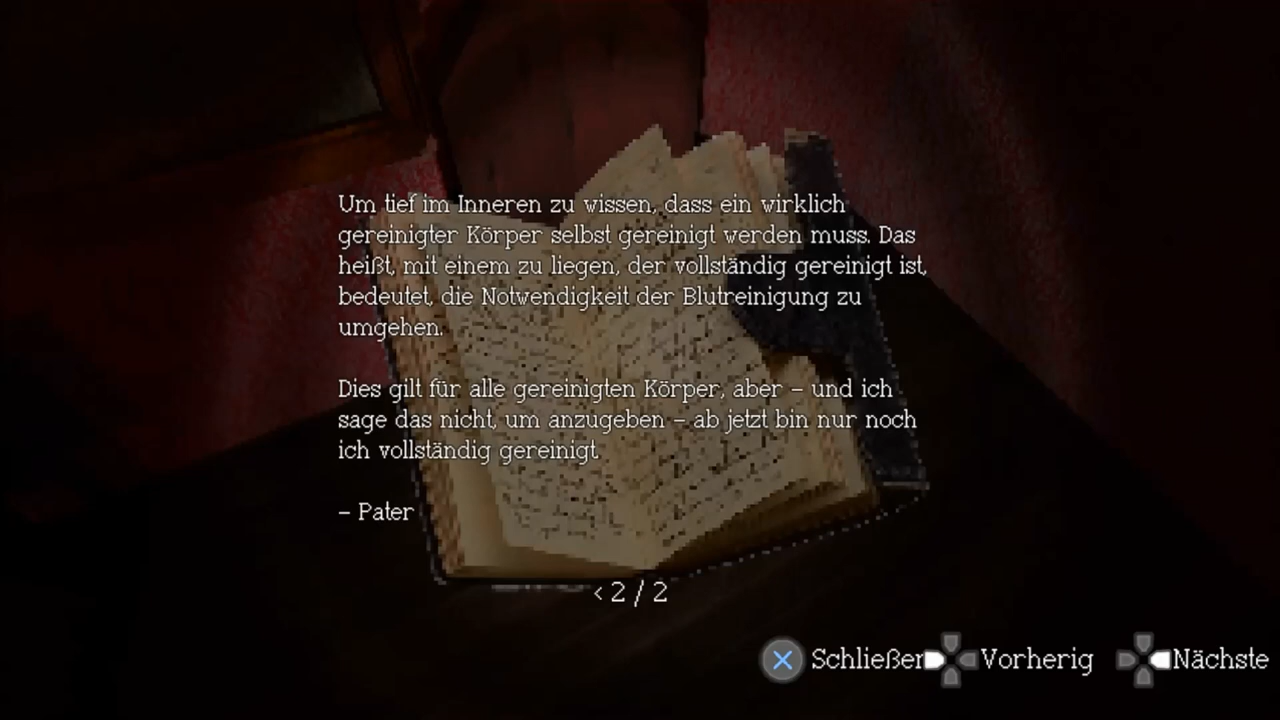 Um tief im Inneren zu wissen, dass ein wirklich
gereinigter Körper selbst gereinigt werden muss. Das
heißt, mit einem zu liegen, der vollständig gereinigt ist,
bedeutet, die Notwendigkeit der Blutreinigung zu
umgehen.
Dies gilt für alle gereinigten Körper, aber – und ich
sage das nicht, um anzugeben – ab jetzt bin nur noch
ich vollständig gereinigt.
– Pater
‹ 2 / 2
Schließen Vorherig Nächste